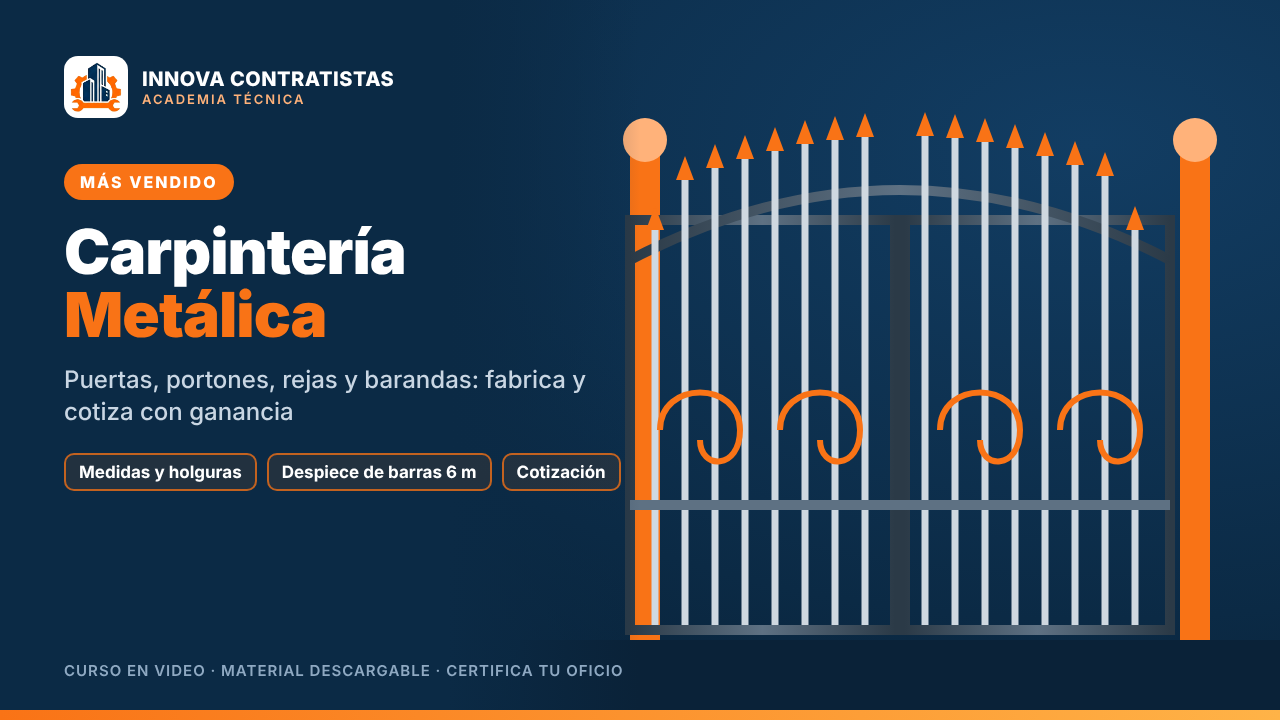 INNOVA CONTRATISTAS
ACADEMIA TÉCNICA
MÁS VENDIDO
Carpintería
Metálica
Puertas, portones, rejas y barandas: fabrica y
cotiza con ganancia
Medidas y holguras
Despiece de barras 6 m
Cotización
CURSO EN VIDEO · MATERIAL DESCARGABLE · CERTIFICA TU OFICIO